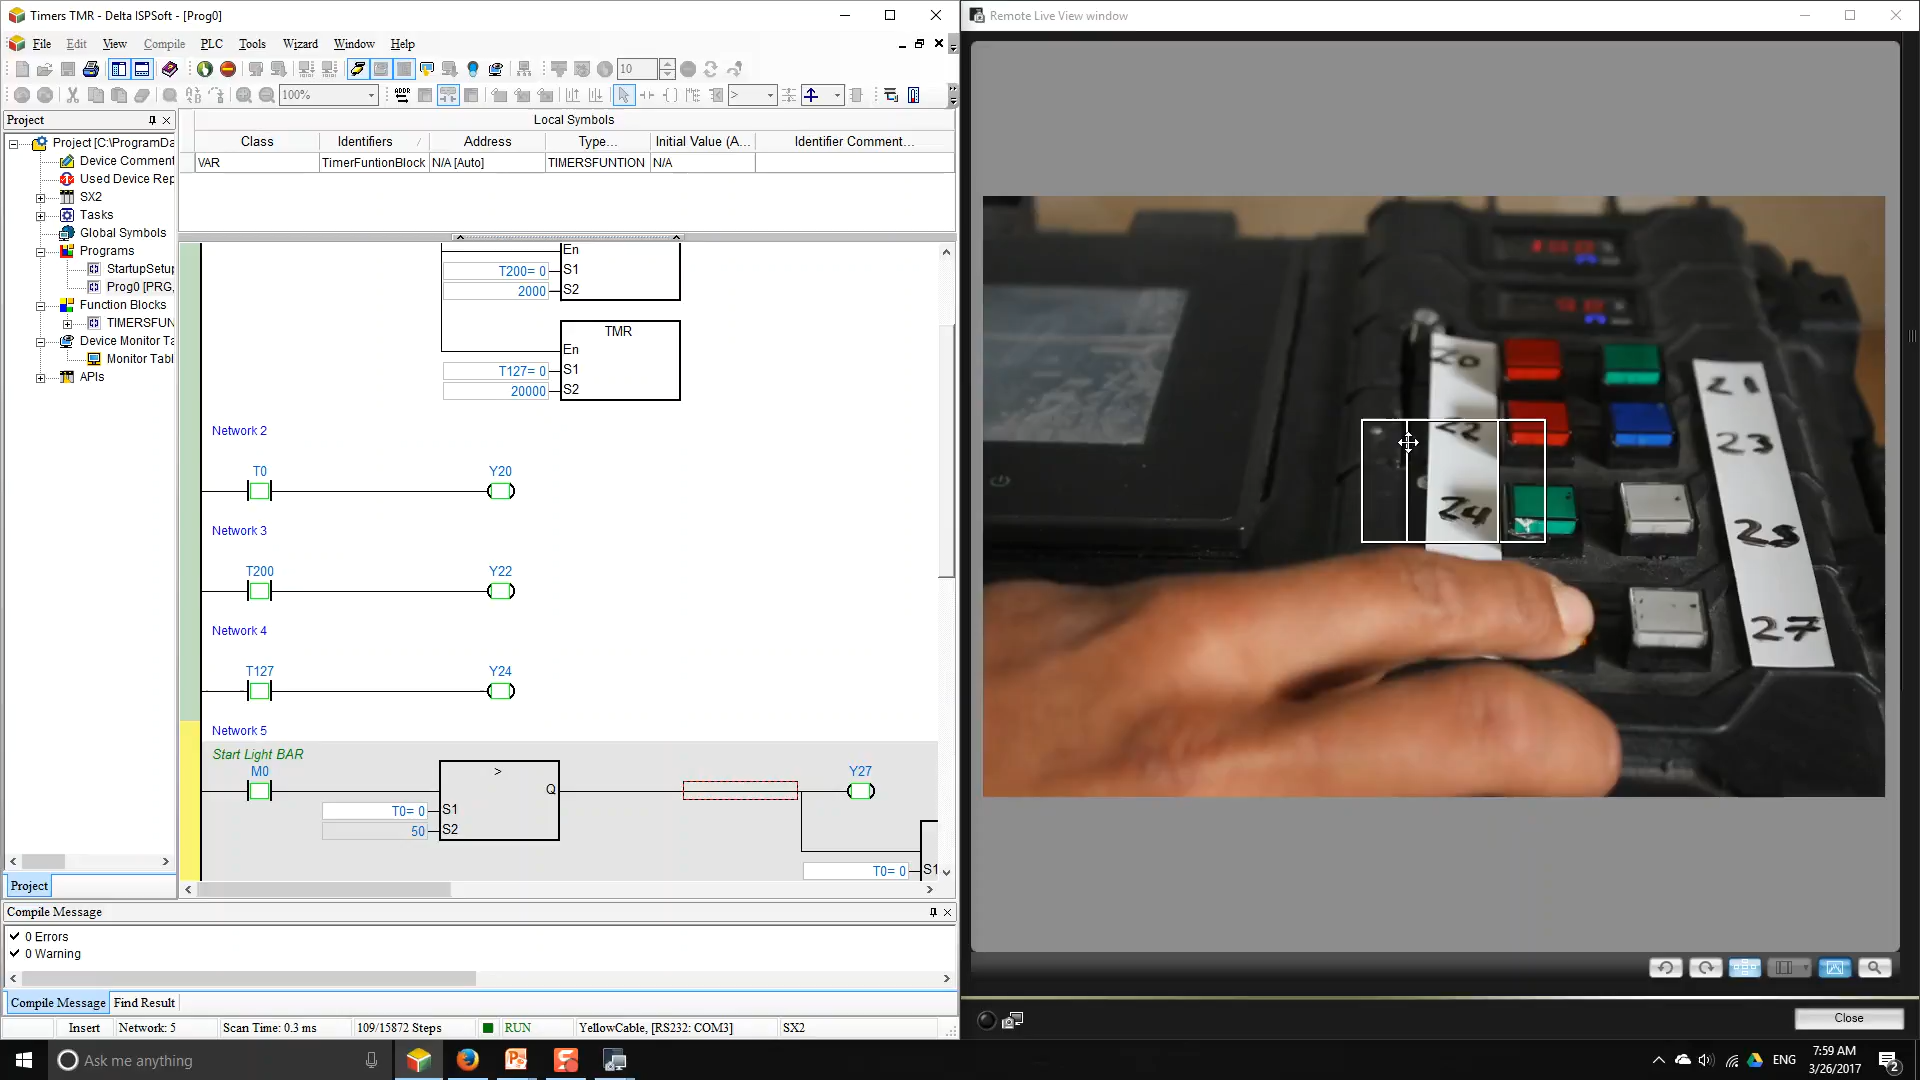 Timers TMR - Delta ISPSoft - [Prog0]
File Edit View Compile PLC Tools Wizard Window Help
10
100%
ADDR
>
Project
Project [C:\ProgramDa
Device Comment
Used Device Rep
SX2
Tasks
Global Symbols
Programs
StartupSetu
Prog0 [PRG,
Function Blocks
TIMERSFUN
Device Monitor Ta
Monitor Tabl
APIs
Project
Local Symbols
Class Identifiers Address Type... Initial Value (A... Identifier Comment...
VAR TimerFuntionBlock N/A [Auto] TIMERSFUNTION N/A
En
T200= 0 S1
2000 S2
TMR
En
T127= 0 S1
20000 S2
Network 2
T0 Y20
Network 3
T200 Y22
Network 4
T127 Y24
Network 5
Start Light BAR
M0 > Y27
Q
T0= 0 S1
50 S2
T0= 0 S1
Compile Message
0 Errors
0 Warning
Compile Message Find Result
Insert Network: 5 Scan Time: 0.3 ms 109/15872 Steps RUN YellowCable, [RS232: COM3] SX2
Remote Live View window
20
21
22
23
24
25
27
Close
Ask me anything
ENG
7:59 AM
3/26/2017
2